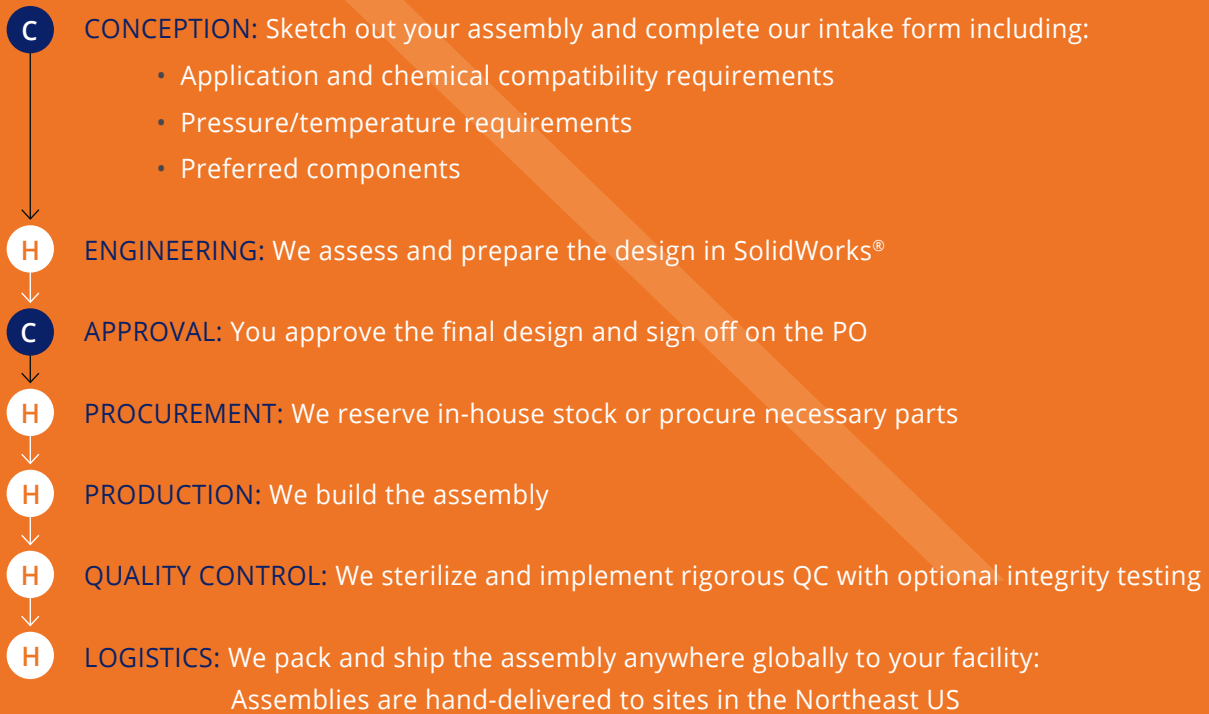 C CONCEPTION: Sketch out your assembly and complete our intake form including:
• Application and chemical compatibility requirements
• Pressure/temperature requirements
• Preferred components
H ENGINEERING: We assess and prepare the design in SolidWorks®
C APPROVAL: You approve the final design and sign off on the PO
H PROCUREMENT: We reserve in-house stock or procure necessary parts
H PRODUCTION: We build the assembly
H QUALITY CONTROL: We sterilize and implement rigorous QC with optional integrity testing
H LOGISTICS: We pack and ship the assembly anywhere globally to your facility:
Assemblies are hand-delivered to sites in the Northeast US